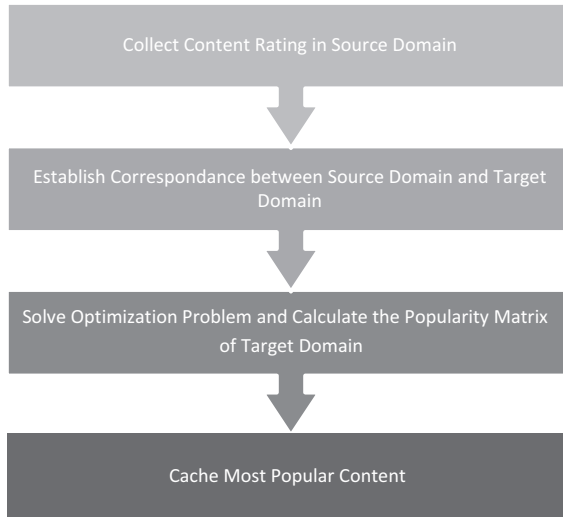 Collect Content Rating in Source Domain
Establish Correspondance between Source Domain and Target
Domain
Solve Optimization Problem and Calculate the Popularity Matrix
of Target Domain
Cache Most Popular Content